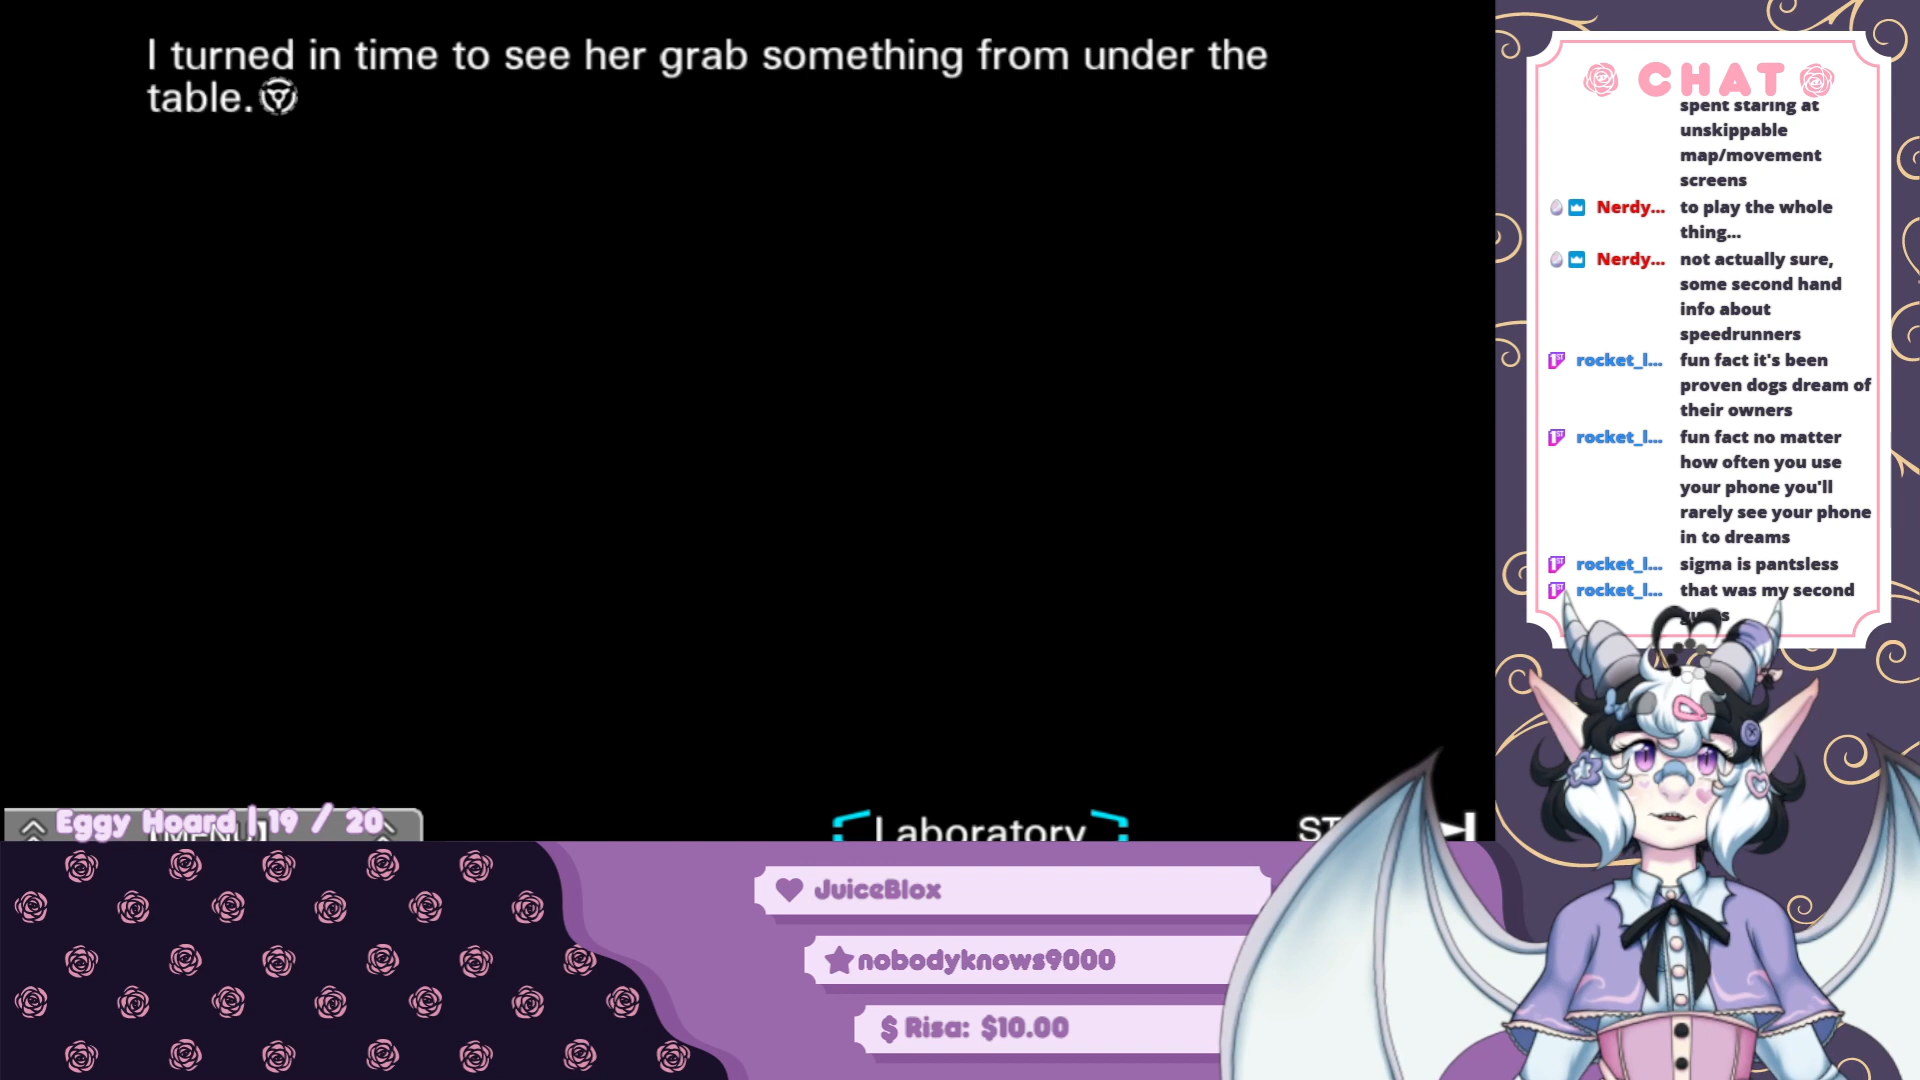 I turned in time to see her grab something from under the
table.
CHAT
spent staring at
unskippable
map/movement
screens
Nerdy... to play the whole
thing...
Nerdy... not actually sure,
some second hand
info about
speedrunners
rocket_l... fun fact it's been
proven dogs dream of
their owners
rocket_l... fun fact no matter
how often you use
your phone you'll
rarely see your phone
in to dreams
rocket_l... sigma is pantsless
rocket_l... that was my second
Eggy Hoard | 19 / 20
[MENU]
Laboratory
JuiceBlox
nobodyknows9000
$ Risa: $10.00